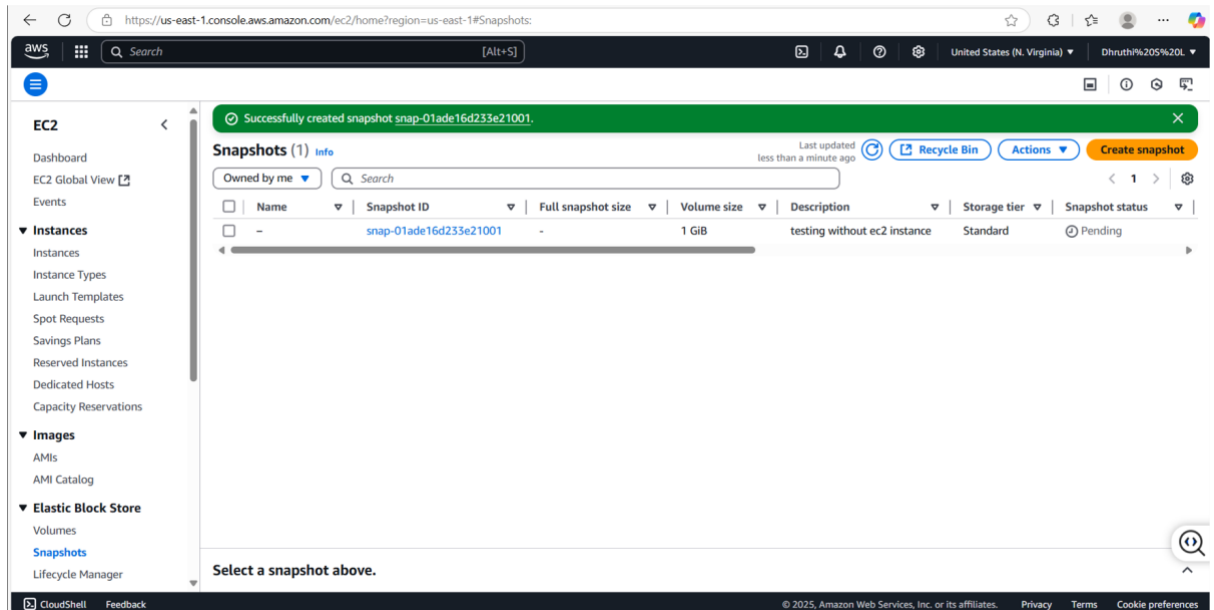 https://us-east-1.console.aws.amazon.com/ec2/home?region=us-east-1#Snapshots:
aws Search [Alt+S] United States (N. Virginia) ▼ Dhruthi%20S%20L ▼
EC2
Dashboard
EC2 Global View
Events
▼ Instances
Instances
Instance Types
Launch Templates
Spot Requests
Savings Plans
Reserved Instances
Dedicated Hosts
Capacity Reservations
▼ Images
AMIs
AMI Catalog
▼ Elastic Block Store
Volumes
Snapshots
Lifecycle Manager
Successfully created snapshot snap-01ade16d233e21001.
Snapshots (1) Info
Last updated
less than a minute ago
Recycle Bin Actions ▼ Create snapshot
Owned by me ▼ Search 1
Name Snapshot ID Full snapshot size Volume size Description Storage tier Snapshot status
– snap-01ade16d233e21001 - 1 GiB testing without ec2 instance Standard Pending
Select a snapshot above.
CloudShell Feedback © 2025, Amazon Web Services, Inc. or its affiliates. Privacy Terms Cookie preferences